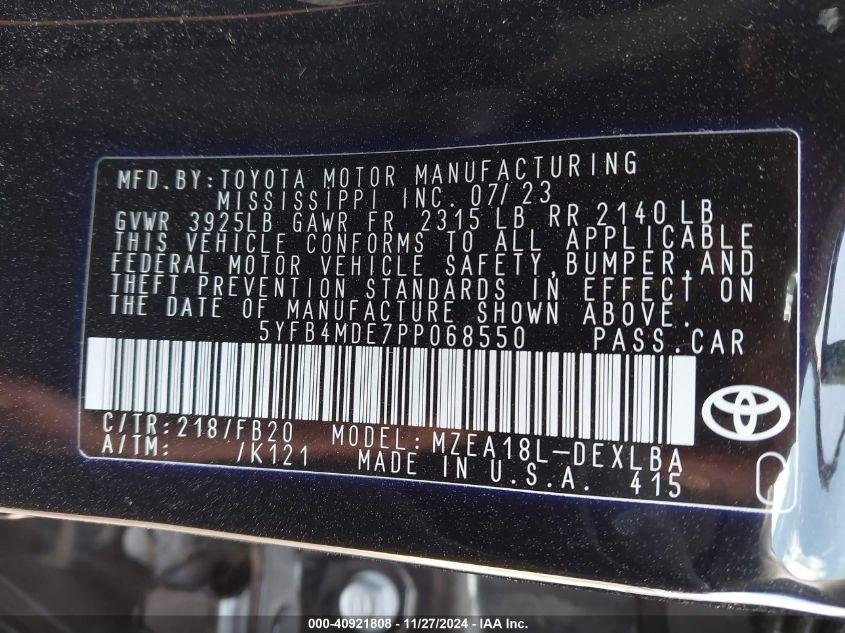 MFD.BY:TOYOTA MOTOR MANUFACTURING
MISSISSIPPI INC. 07/23
GVWR 3925LB GAWR FR 2315 LB RR 2140 LB
THIS VEHICLE CONFORMS TO ALL APPLICABLE
FEDERAL MOTOR VEHICLE SAFETY,BUMPER,AND
THEFT PREVENTION STANDARDS IN EFFECT ON
THE DATE OF MANUFACTURE SHOWN ABOVE.
5YFB4MDE7PP068550 PASS.CAR
C/TR:218/FB20 MODEL:MZEA18L-DEXLBA
A/TM: /K121 MADE IN U.S.A. 415
000-40921808 | 11/27/2024 | IAA Inc.